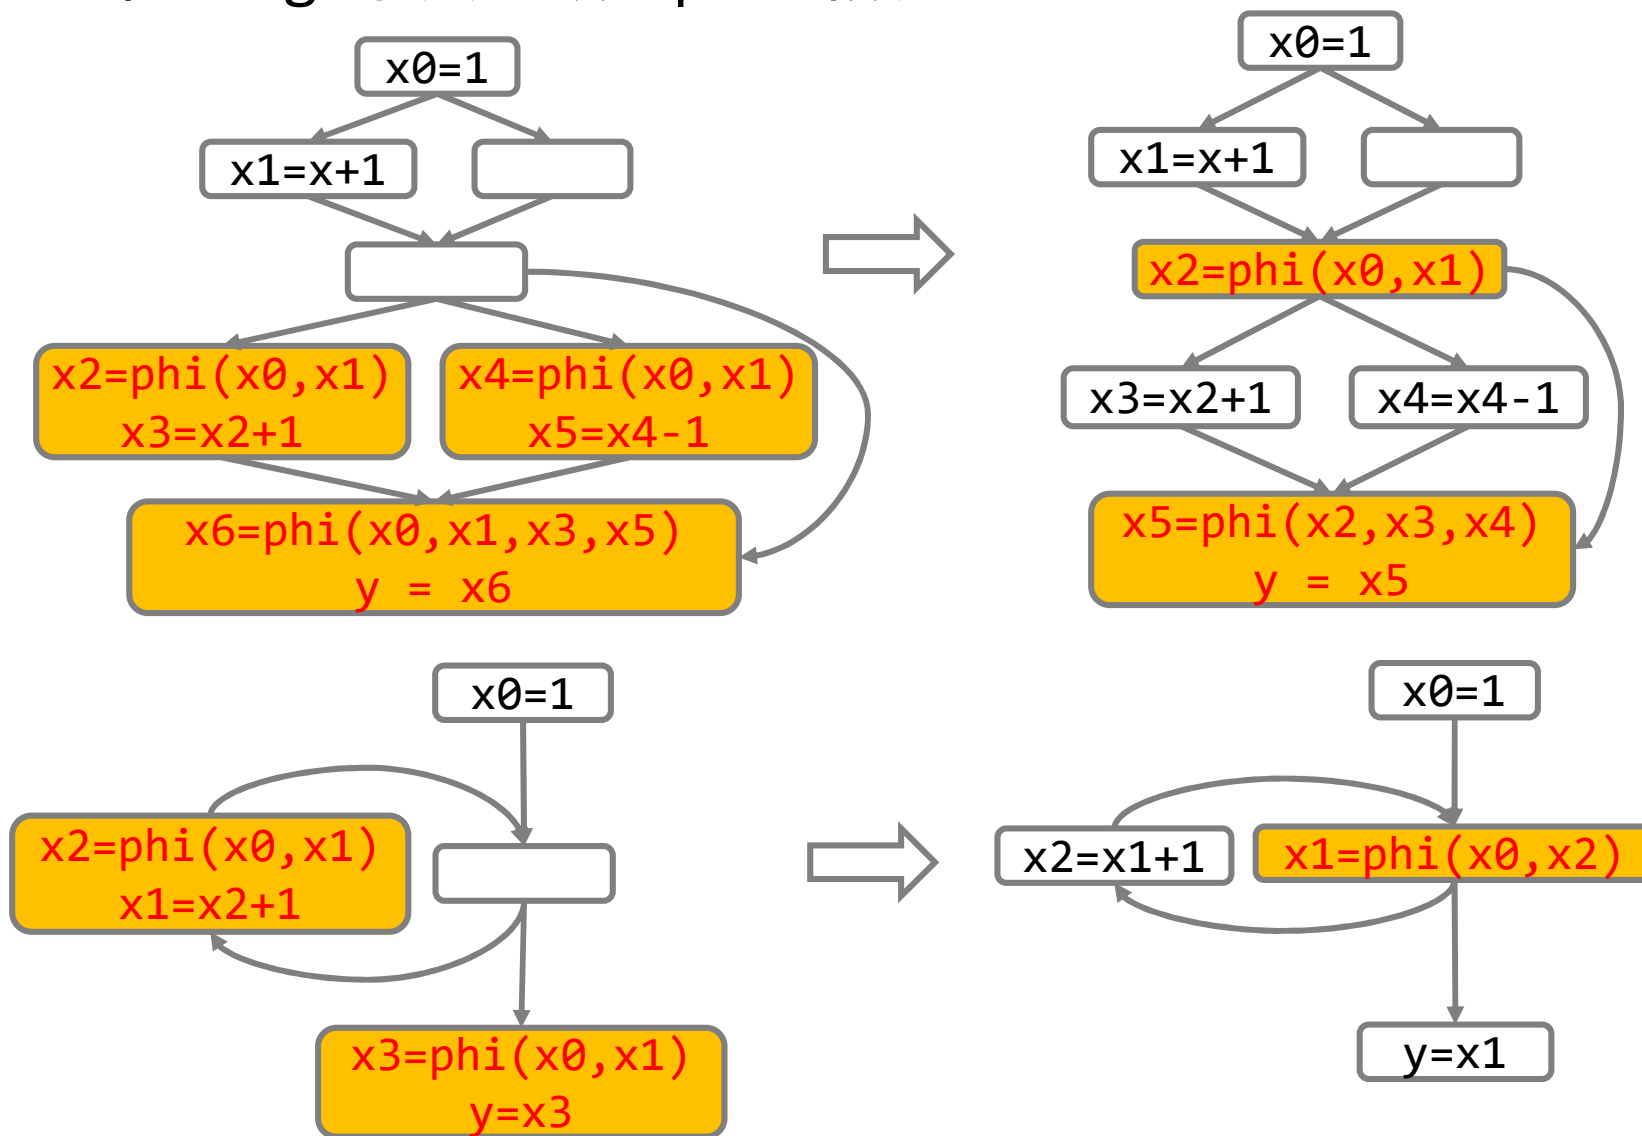 x0=1
x1=x+1
x2=phi(x0,x1)
x3=x2+1
x4=phi(x0,x1)
x5=x4-1
x6=phi(x0,x1,x3,x5)
y = x6
x0=1
x1=x+1
x2=phi(x0,x1)
x3=x2+1
x4=x4-1
x5=phi(x2,x3,x4)
y = x5
x0=1
x2=phi(x0,x1)
x1=x2+1
x3=phi(x0,x1)
y=x3
x0=1
x2=x1+1
x1=phi(x0,x2)
y=x1